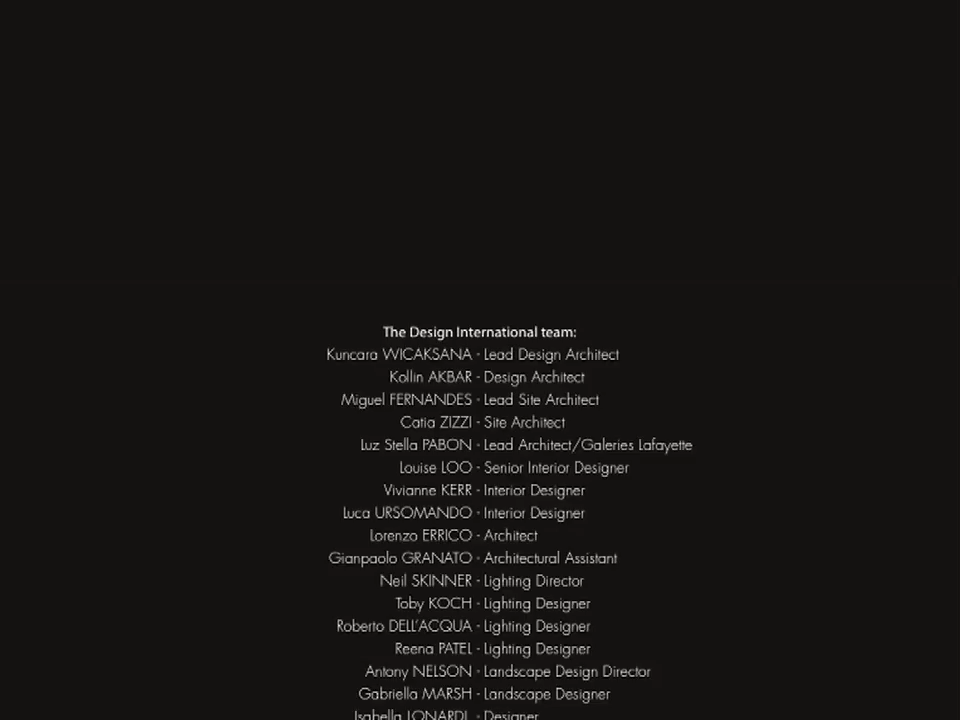 The Design International team:
Kuncara WICAKSANA - Lead Design Architect
Kollin AKBAR - Design Architect
Miguel FERNANDES - Lead Site Architect
Catia ZIZZI - Site Architect
Luz Stella PABON - Lead Architect/Galeries Lafayette
Louise LOO - Senior Interior Designer
Vivianne KERR - Interior Designer
Luca URSOMANDO - Interior Designer
Lorenzo ERRICO - Architect
Gianpaolo GRANATO - Architectural Assistant
Neil SKINNER - Lighting Director
Toby KOCH - Lighting Designer
Roberto DELL'ACQUA - Lighting Designer
Reena PATEL - Lighting Designer
Antony NELSON - Landscape Design Director
Gabriella MARSH - Landscape Designer
Isabella LONARDI - Designer